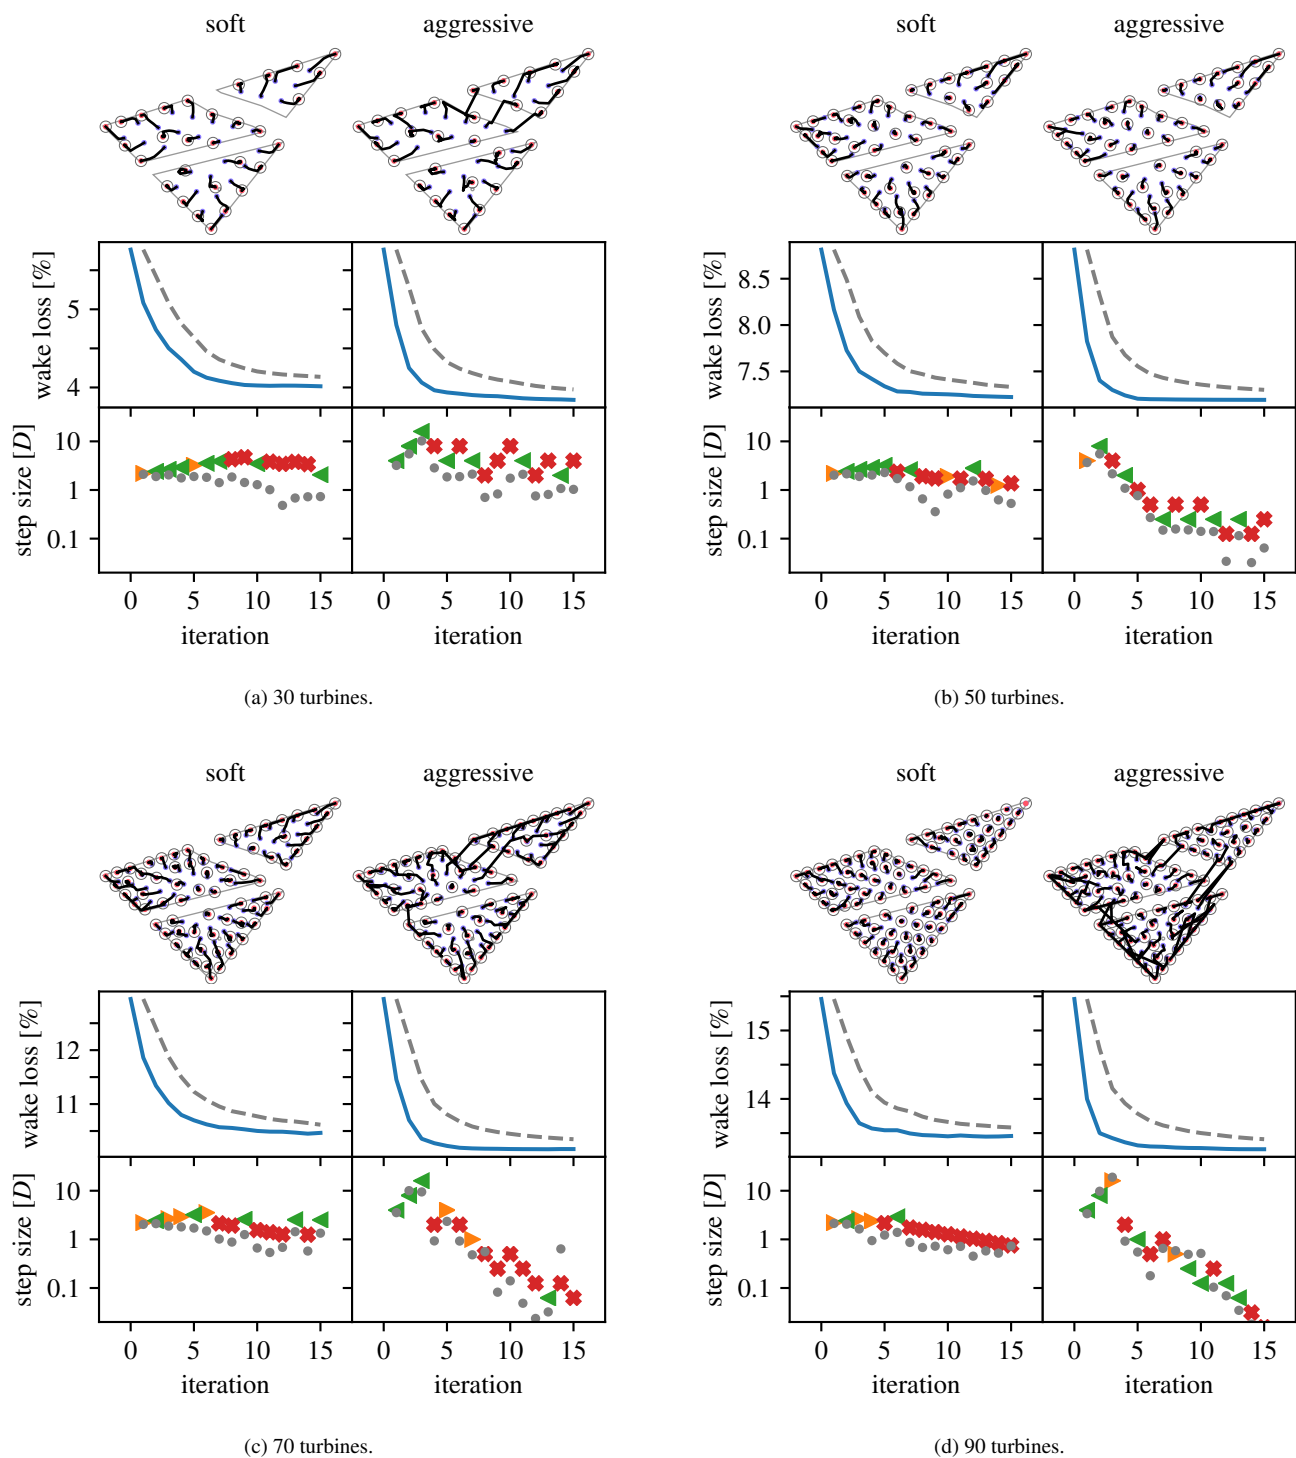 soft aggressive
wake loss [%]
5
4
step size [D]
10
1
0.1
0 5 10 15 0 5 10 15
iteration iteration
(a) 30 turbines.
soft aggressive
wake loss [%]
8.5
8.0
7.5
step size [D]
10
1
0.1
0 5 10 15 0 5 10 15
iteration iteration
(b) 50 turbines.
soft aggressive
wake loss [%]
12
11
step size [D]
10
1
0.1
0 5 10 15 0 5 10 15
iteration iteration
(c) 70 turbines.
soft aggressive
wake loss [%]
15
14
step size [D]
10
1
0.1
0 5 10 15 0 5 10 15
iteration iteration
(d) 90 turbines.